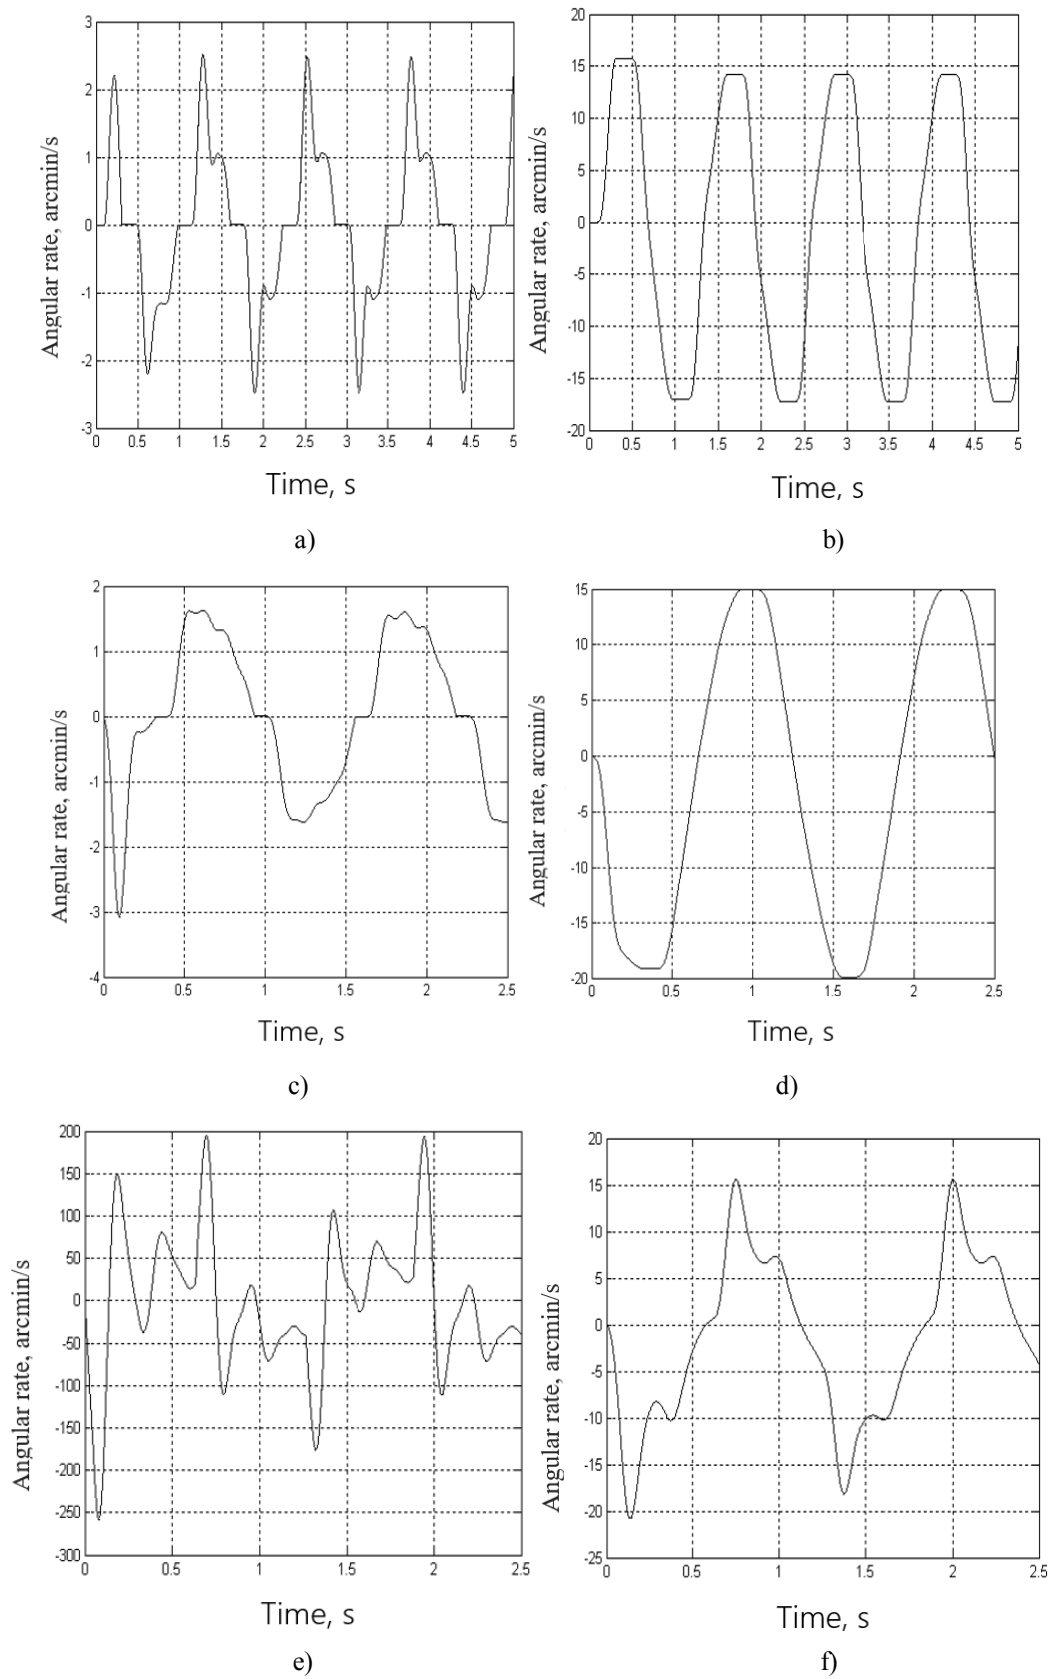 3
2
1
0
-1
-2
-3
0 0.5 1 1.5 2 2.5 3 3.5 4 4.5 5
Angular rate, arcmin/s
Time, s
a)
20
15
10
5
0
-5
-10
-15
-20
0 0.5 1 1.5 2 2.5 3 3.5 4 4.5 5
Angular rate, arcmin/s
Time, s
b)
2
1
0
-1
-2
-3
-4
0 0.5 1 1.5 2 2.5
Angular rate, arcmin/s
Time, s
c)
15
10
5
0
-5
-10
-15
-20
0 0.5 1 1.5 2 2.5
Angular rate, arcmin/s
Time, s
d)
200
150
100
50
0
-50
-100
-150
-200
-250
-300
0 0.5 1 1.5 2 2.5
Angular rate, arcmin/s
Time, s
e)
20
15
10
5
0
-5
-10
-15
-20
-25
0 0.5 1 1.5 2 2.5
Angular rate, arcmin/s
Time, s
f)